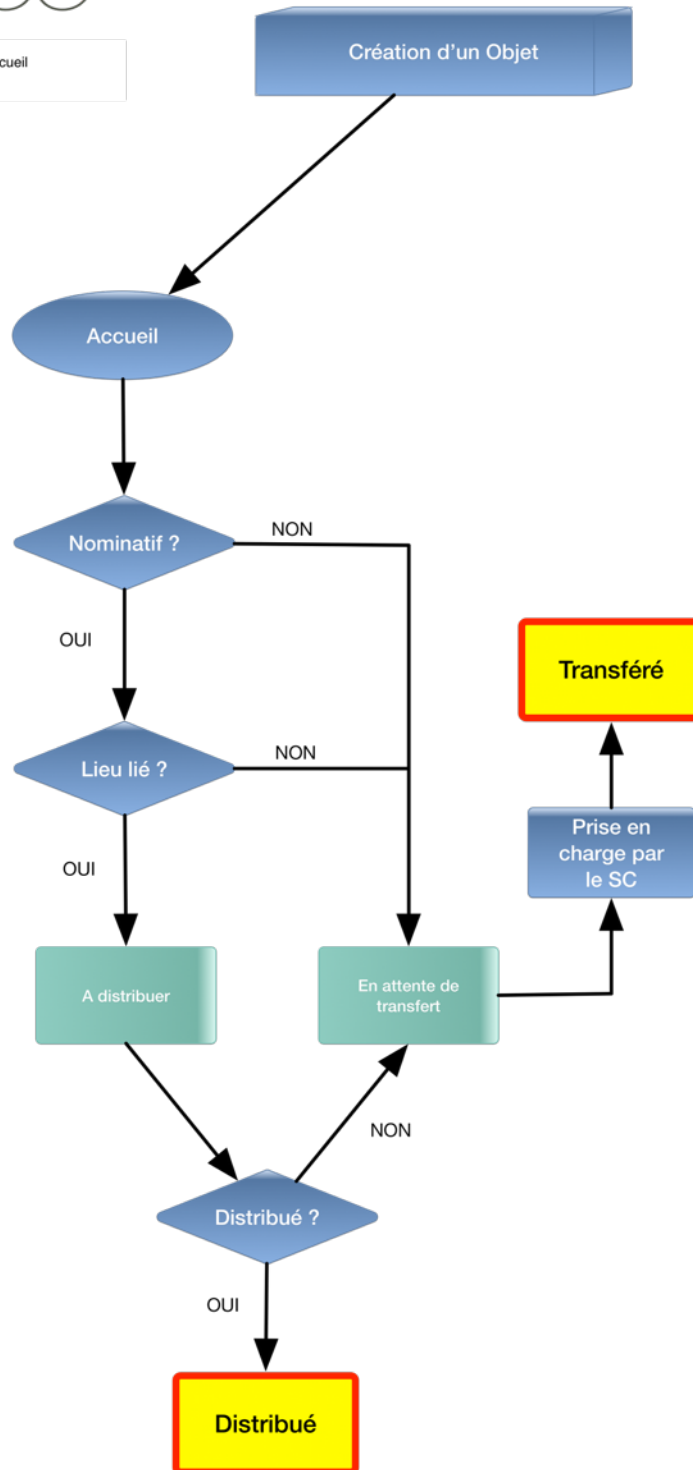 Création d'un Objet
Accueil
Nominatif ?
NON
OUI
Transféré
Lieu lié ?
NON
Prise en
charge par
le SC
OUI
A distribuer
En attente de
transfert
NON
Distribué ?
OUI
Distribué